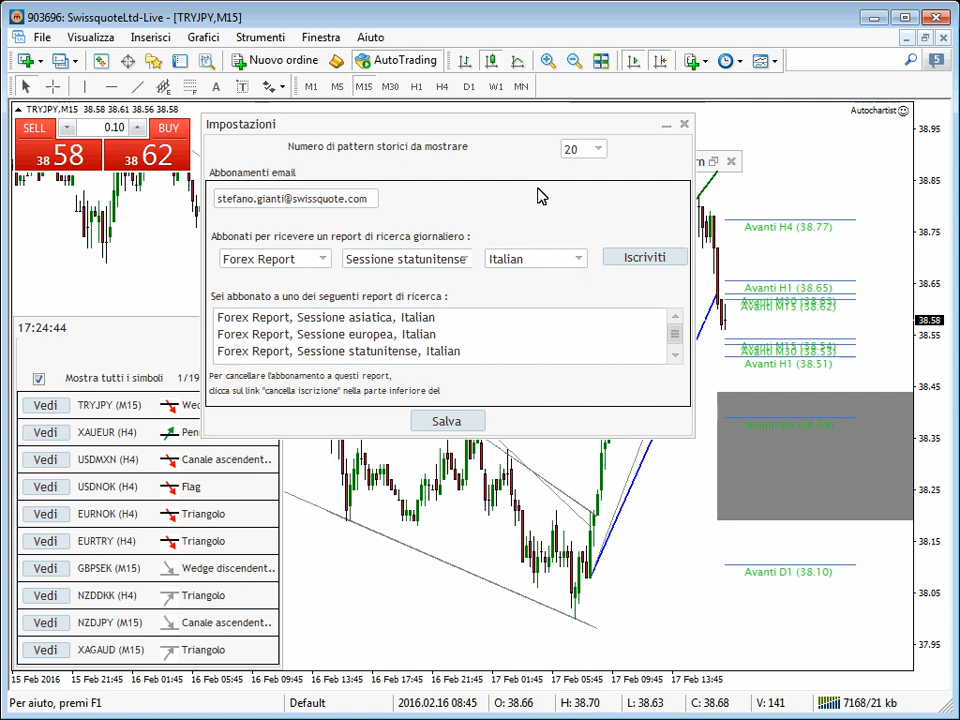 903696: SwissquoteLtd-Live - [TRYJPY,M15]
File Visualizza Inserisci Grafici Strumenti Finestra Aiuto
Nuovo ordine AutoTrading 5
A T M1 M5 M15 M30 H1 H4 D1 W1 MN
TRYJPY,M15 38.58 38.61 38.56 38.58
Autochartist
SELL 0.10 BUY
38 58 38 62
Impostazioni
Numero di pattern storici da mostrare 20
Abbonamenti email
stefano.gianti@swissquote.com
Abbonati per ricevere un report di ricerca giornaliero :
Forex Report Sessione statunitense Italian Iscriviti
Sei abbonato a uno dei seguenti report di ricerca :
Forex Report, Sessione asiatica, Italian
Forex Report, Sessione europea, Italian
Forex Report, Sessione statunitense, Italian
Per cancellare l'abbonamento a questi report,
clicca sul link "cancella iscrizione" nella parte inferiore del
Salva
17:24:44
Mostra tutti i simboli 1/19
Vedi TRYJPY (M15) Wed
Vedi XAUEUR (H4) Pen
Vedi USDMXN (H4) Canale ascendent..
Vedi USDNOK (H4) Flag
Vedi EURNOK (H4) Triangolo
Vedi EURTRY (H4) Triangolo
Vedi GBPSEK (M15) Wedge discendent..
Vedi NZDDKK (H4) Triangolo
Vedi NZDJPY (M15) Canale ascendent..
Vedi XAGAUD (M15) Triangolo
rn
Avanti H4 (38.77)
Avanti H1 (38.65)
Avanti M30 (38.63)
Avanti M15 (38.62)
Avanti M15 (38.54)
Avanti M30 (38.53)
Avanti H1 (38.51)
Avanti D1 (38.10)
38.95
38.85
38.75
38.65
38.58
38.45
38.35
38.25
38.15
38.05
37.95
15 Feb 2016 15 Feb 21:45 16 Feb 01:45 16 Feb 05:45 16 Feb 09:45 16 Feb 13:45 16 Feb 17:45 16 Feb 21:45 17 Feb 01:45 17 Feb 05:45 17 Feb 09:45 17 Feb 13:45
Per aiuto, premi F1 Default 2016.02.16 08:45 O: 38.66 H: 38.70 L: 38.63 C: 38.68 V: 141 7168/21 kb